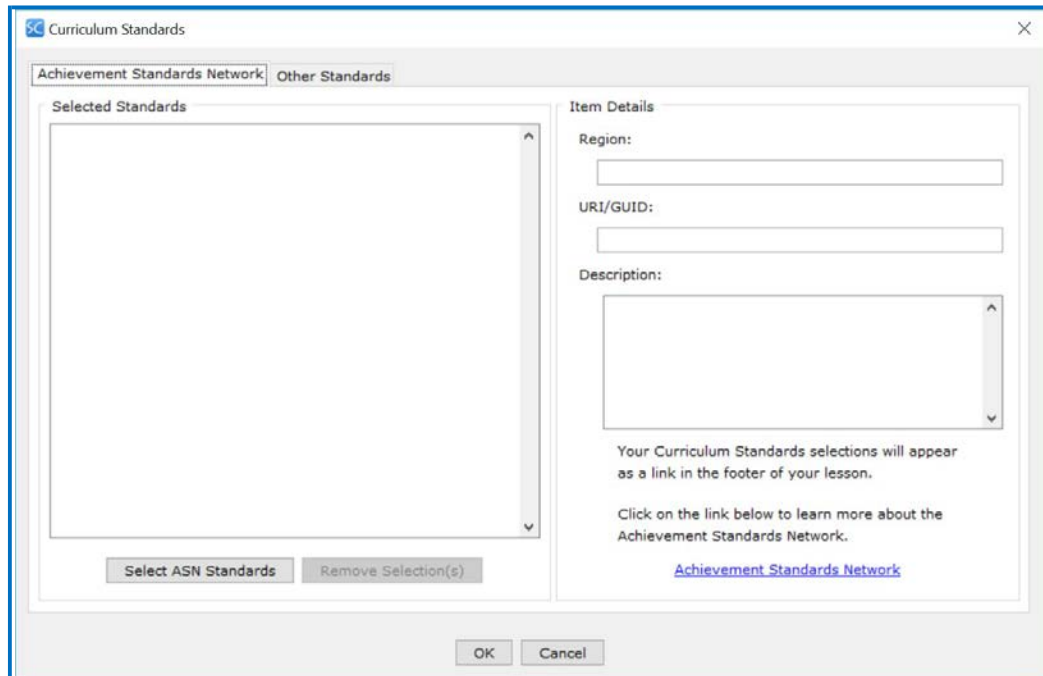 SC Curriculum Standards
Achievement Standards Network Other Standards
Selected Standards
Select ASN Standards Remove Selection(s)
Item Details
Region:
URI/GUID:
Description:
Your Curriculum Standards selections will appear
as a link in the footer of your lesson.
Click on the link below to learn more about the
Achievement Standards Network.
Achievement Standards Network
OK Cancel